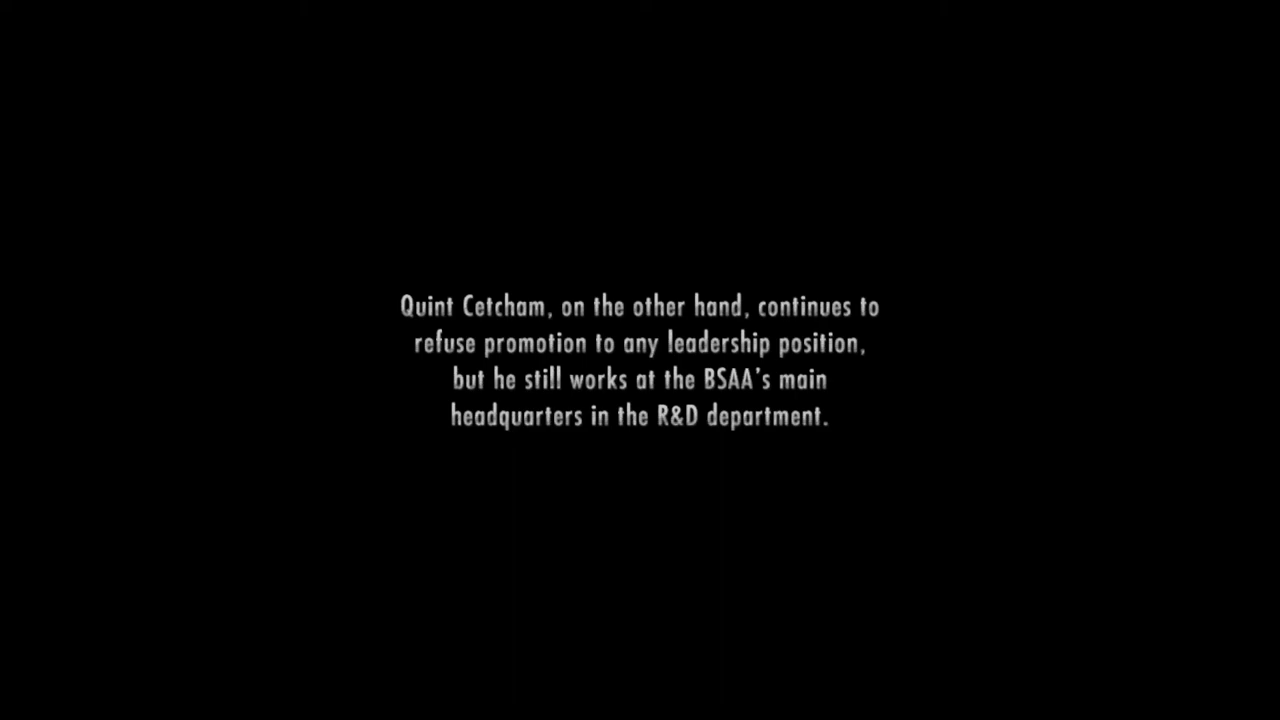 Quint Cetcham, on the other hand, continues to
refuse promotion to any leadership position,
but he still works at the BSAA's main
headquarters in the R&D department.